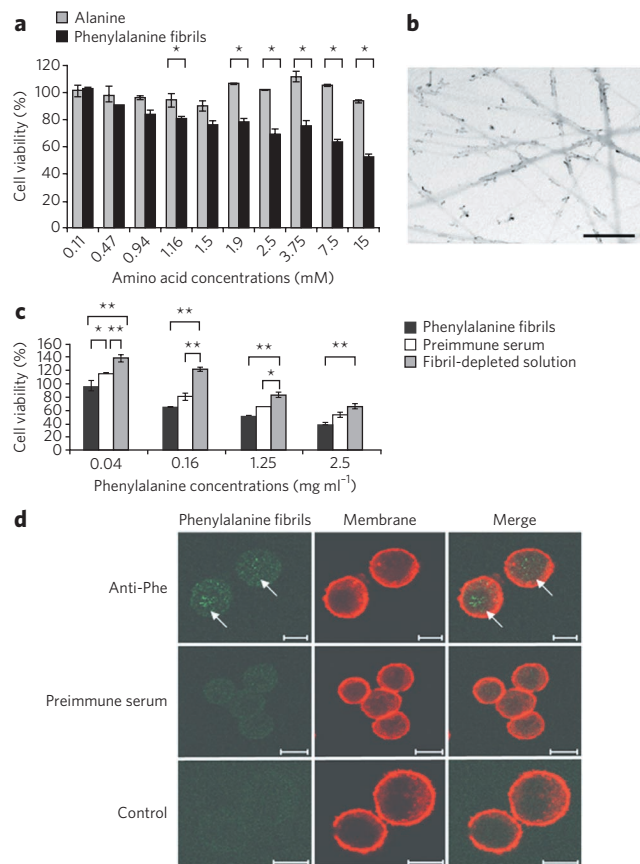 a
Alanine
Phenylalanine fibrils
* * * * * *
Cell viability (%)
120
100
80
60
40
20
0
0.11 0.47 0.94 1.16 1.5 1.9 2.5 3.75 7.5 15
Amino acid concentrations (mM)
b
c
Phenylalanine fibrils
Preimmune serum
Fibril-depleted solution
** ** ** **
* ** ** *
Cell viability (%)
160
140
120
100
80
60
40
20
0
0.04 0.16 1.25 2.5
Phenylalanine concentrations (mg ml⁻¹)
d
Phenylalanine fibrils Membrane Merge
Anti-Phe
Preimmune serum
Control